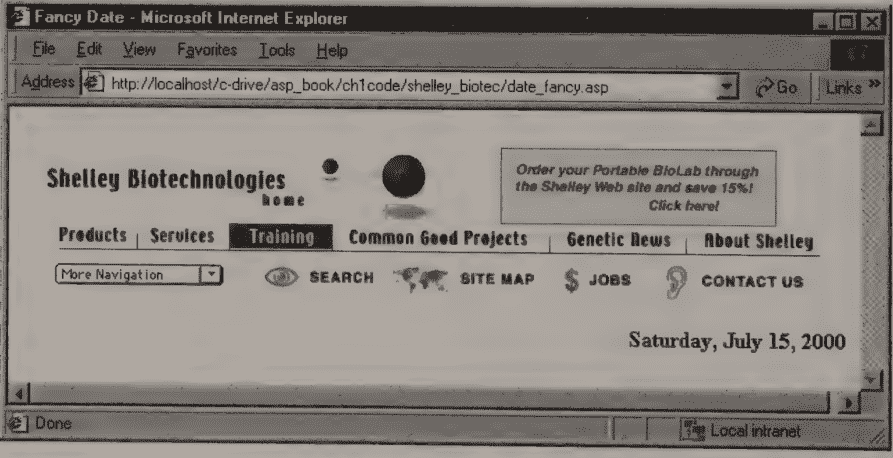 Fancy Date - Microsoft Internet Explorer
File Edit View Favorites Tools Help
Address http://localhost/c-drive/asp_book/ch1code/shelley_biotec/date_fancy.asp Go Links »
Shelley Biotechnologies
home
Order your Portable BioLab through
the Shelley Web site and save 15%!
Click here!
Products | Services Training Common Good Projects | Genetic News | About Shelley
More Navigation SEARCH SITE MAP $ JOBS CONTACT US
Saturday, July 15, 2000
Done Local intranet